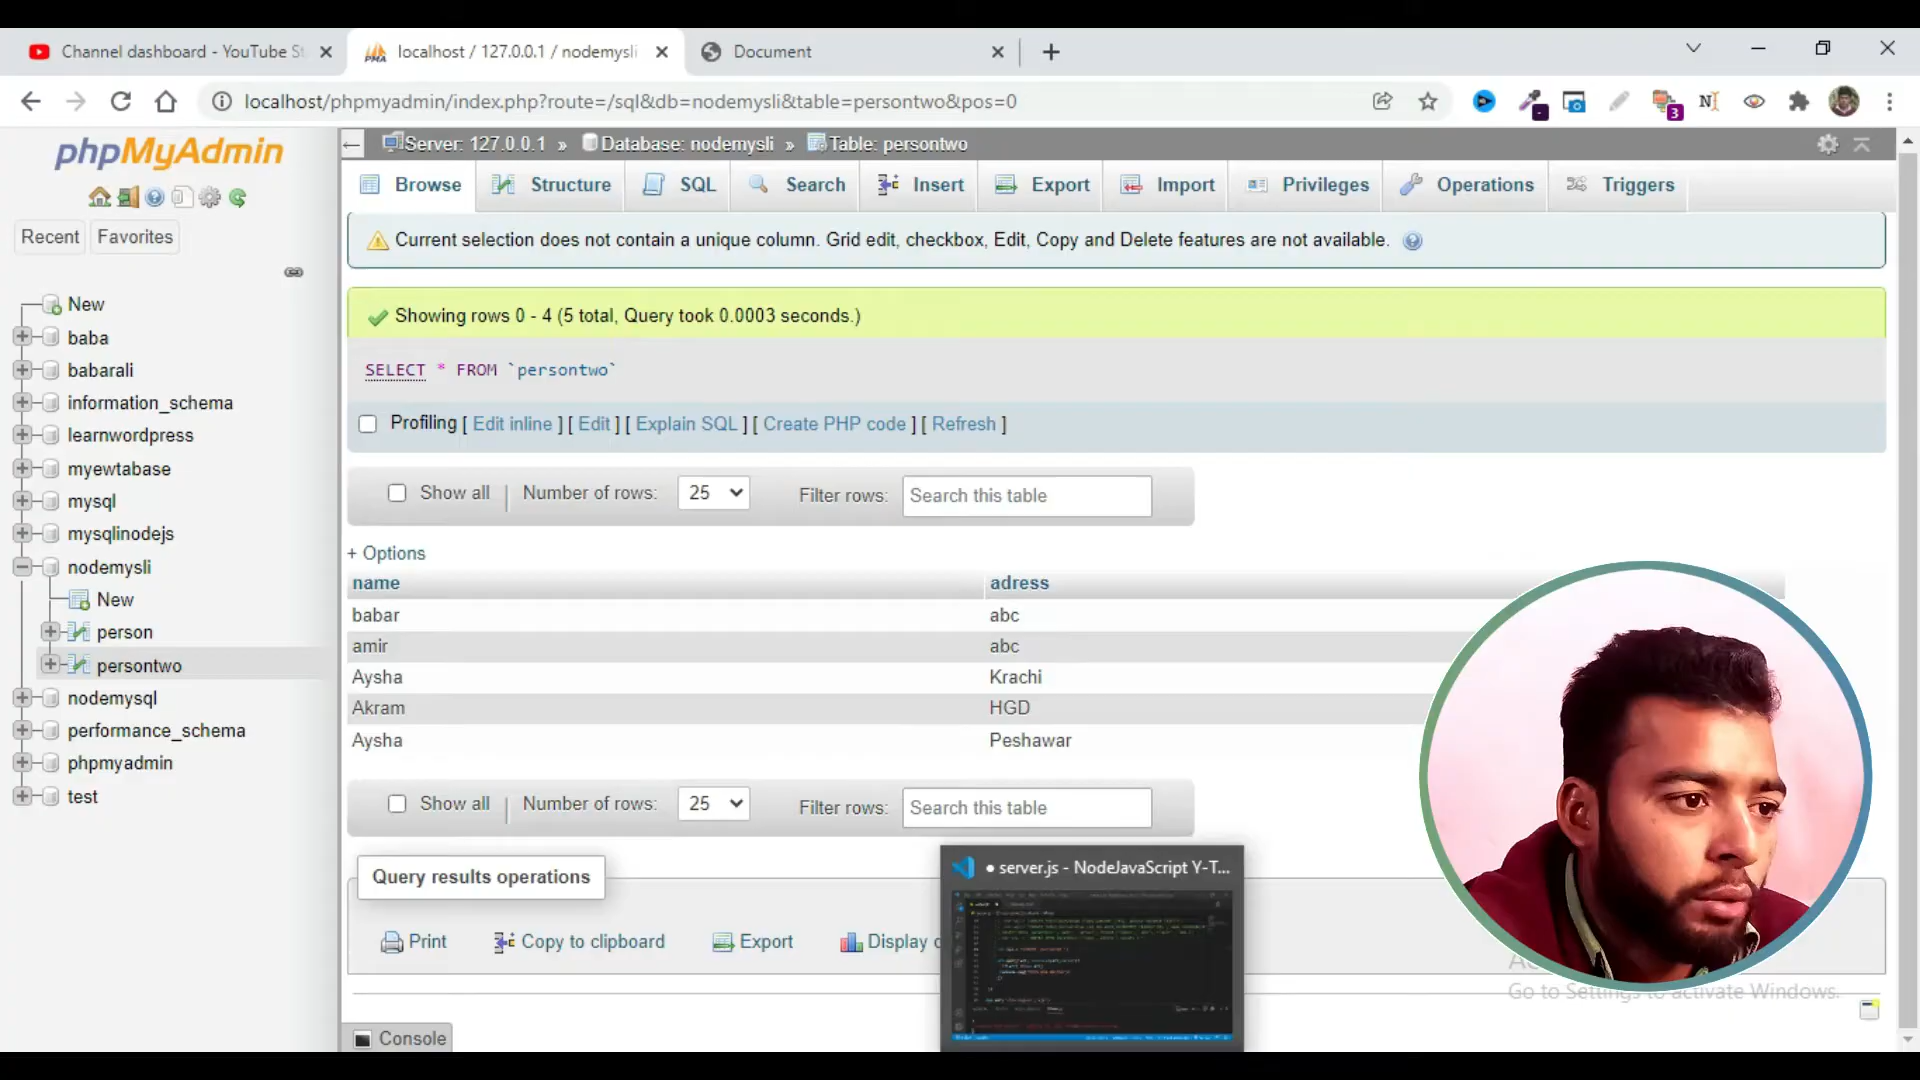 Channel dashboard - YouTube St
localhost / 127.0.0.1 / nodemysli
Document
localhost/phpmyadmin/index.php?route=/sql&db=nodemysli&table=persontwo&pos=0
3
phpMyAdmin
Recent
Favorites
New
baba
babarali
information_schema
learnwordpress
myewtabase
mysql
mysqlinodejs
nodemysli
New
person
persontwo
nodemysql
performance_schema
phpmyadmin
test
Server: 127.0.0.1 » Database: nodemysli » Table: persontwo
Browse
Structure
SQL
Search
Insert
Export
Import
Privileges
Operations
Triggers
Current selection does not contain a unique column. Grid edit, checkbox, Edit, Copy and Delete features are not available.
Showing rows 0 - 4 (5 total, Query took 0.0003 seconds.)
SELECT * FROM `persontwo`
Profiling [ Edit inline ] [ Edit ] [ Explain SQL ] [ Create PHP code ] [ Refresh ]
Show all | Number of rows: 25 Filter rows: Search this table
+ Options
name adress
babar abc
amir abc
Aysha Krachi
Akram HGD
Aysha Peshawar
Show all | Number of rows: 25 Filter rows: Search this table
Query results operations
Print
Copy to clipboard
Export
Display
● server.js - NodeJavaScript Y-T...
Go to Settings to activate Windows.
Console